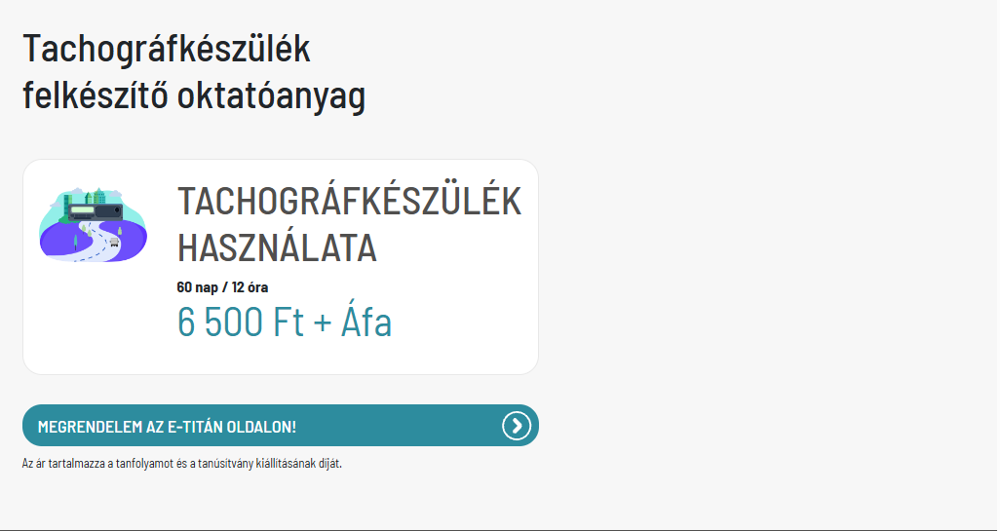 Tachográfkészülék
felkészítő oktatóanyag
TACHOGRÁFKÉSZÜLÉK
HASZNÁLATA
60 nap / 12 óra
6 500 Ft + Áfa
MEGRENDELEM AZ E-TITÁN OLDALON!
Az ár tartalmazza a tanfolyamot és a tanúsítvány kiállításának díját.